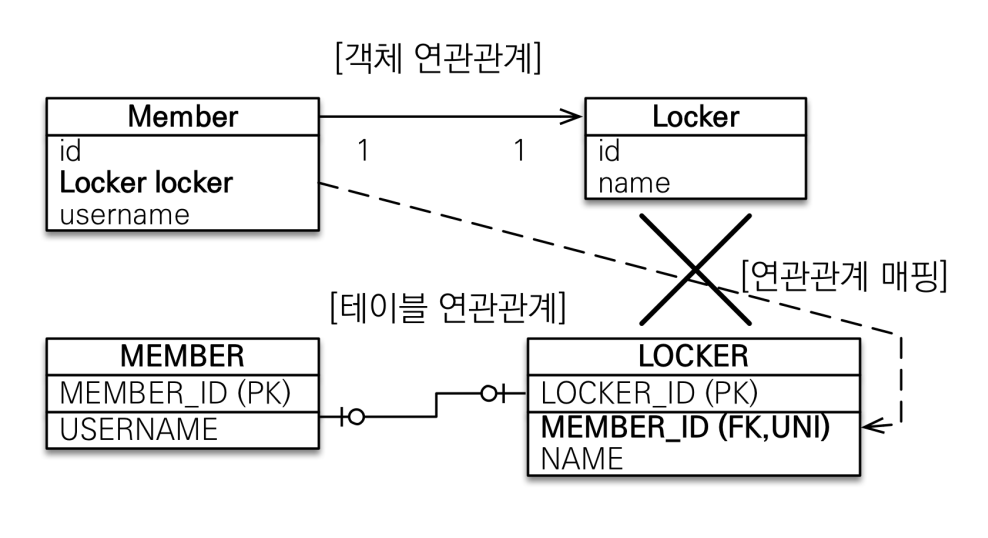 [객체 연관관계]
Member
id
Locker locker
username
1
1
Locker
id
name
[연관관계 매핑]
[테이블 연관관계]
MEMBER
MEMBER_ID (PK)
USERNAME
LOCKER
LOCKER_ID (PK)
MEMBER_ID (FK,UNI)
NAME